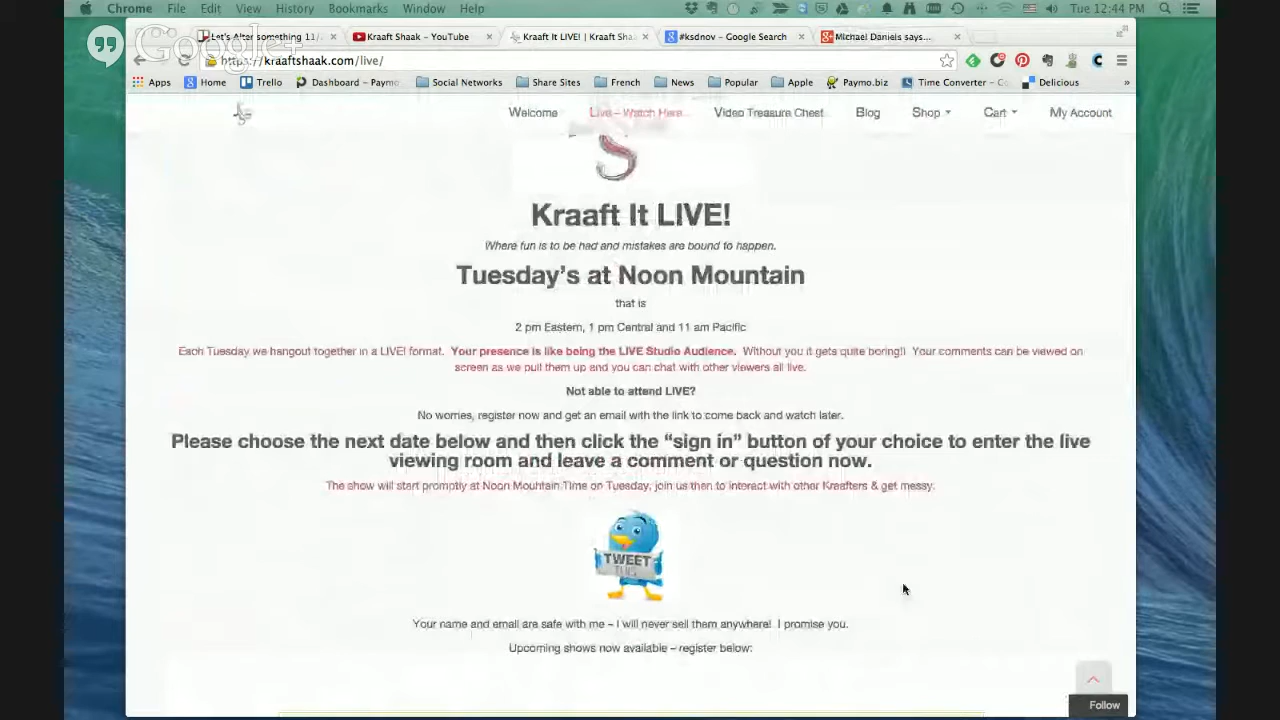 Chrome File Edit View History Bookmarks Window Help Tue 12:44 PM
Google+
Let's Alter something 11/ Kraaft Shaak – YouTube Kraaft It LIVE! | Kraaft Sha #ksdnov – Google Search Michael Daniels says...
https://kraaftshaak.com/live/
Apps Home Trello Dashboard – Paymo Social Networks Share Sites French News Popular Apple Paymo.biz Time Converter – Co Delicious »
Welcome Live – Watch Here Video Treasure Chest Blog Shop Cart My Account
S
Kraaft It LIVE!
Where fun is to be had and mistakes are bound to happen.
Tuesday's at Noon Mountain
that is
2 pm Eastern, 1 pm Central and 11 am Pacific
Each Tuesday we hangout together in a LIVE! format. Your presence is like being the LIVE Studio Audience. Without you it gets quite boring!! Your comments can be viewed on
screen as we pull them up and you can chat with other viewers all live.
Not able to attend LIVE?
No worries, register now and get an email with the link to come back and watch later.
Please choose the next date below and then click the “sign in” button of your choice to enter the live
viewing room and leave a comment or question now.
The show will start promptly at Noon Mountain Time on Tuesday, join us then to interact with other Kraafters & get messy.
TWEET
THIS
Your name and email are safe with me – I will never sell them anywhere! I promise you.
Upcoming shows now available – register below:
Follow